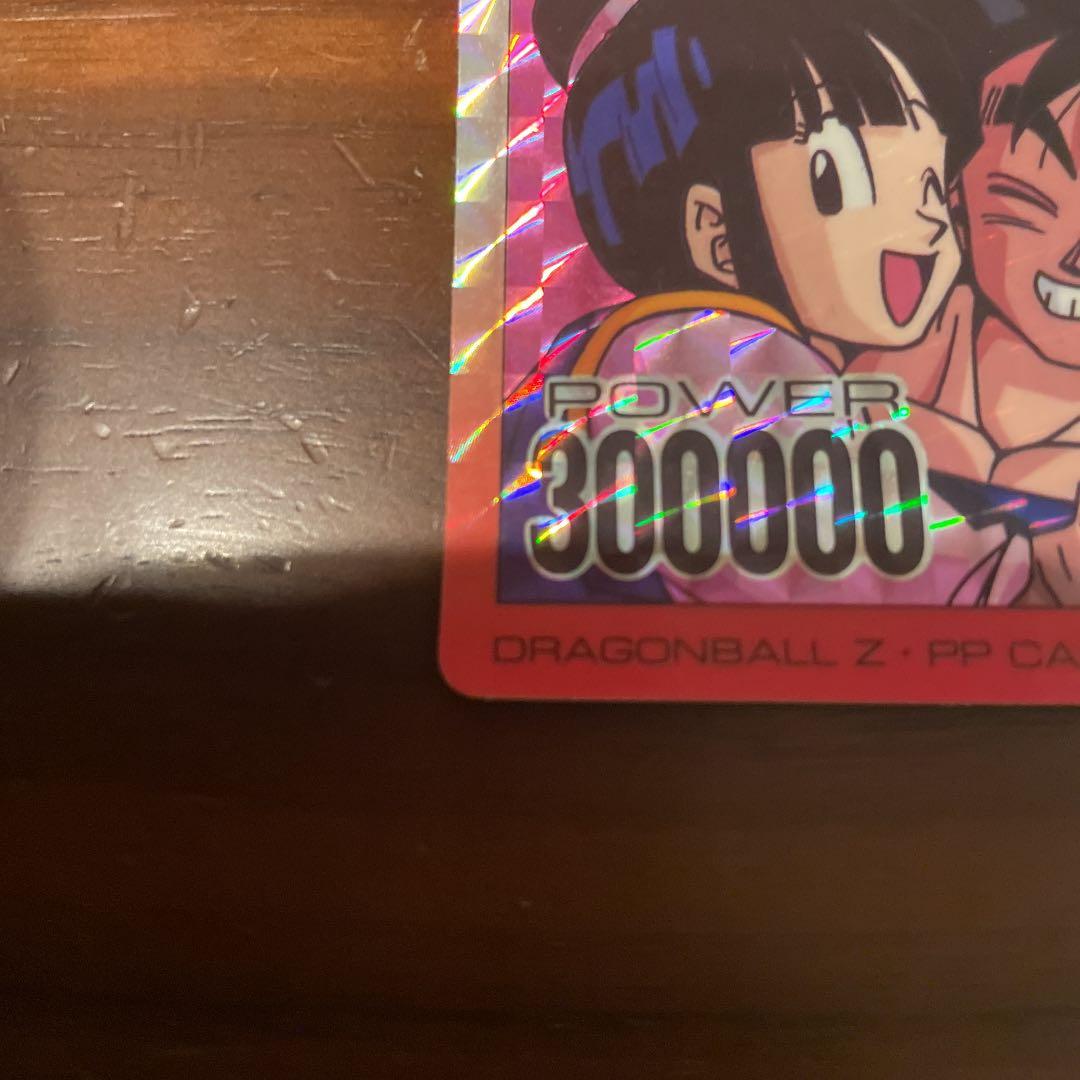 POWER
300000
DRAGONBALL Z · PP CA